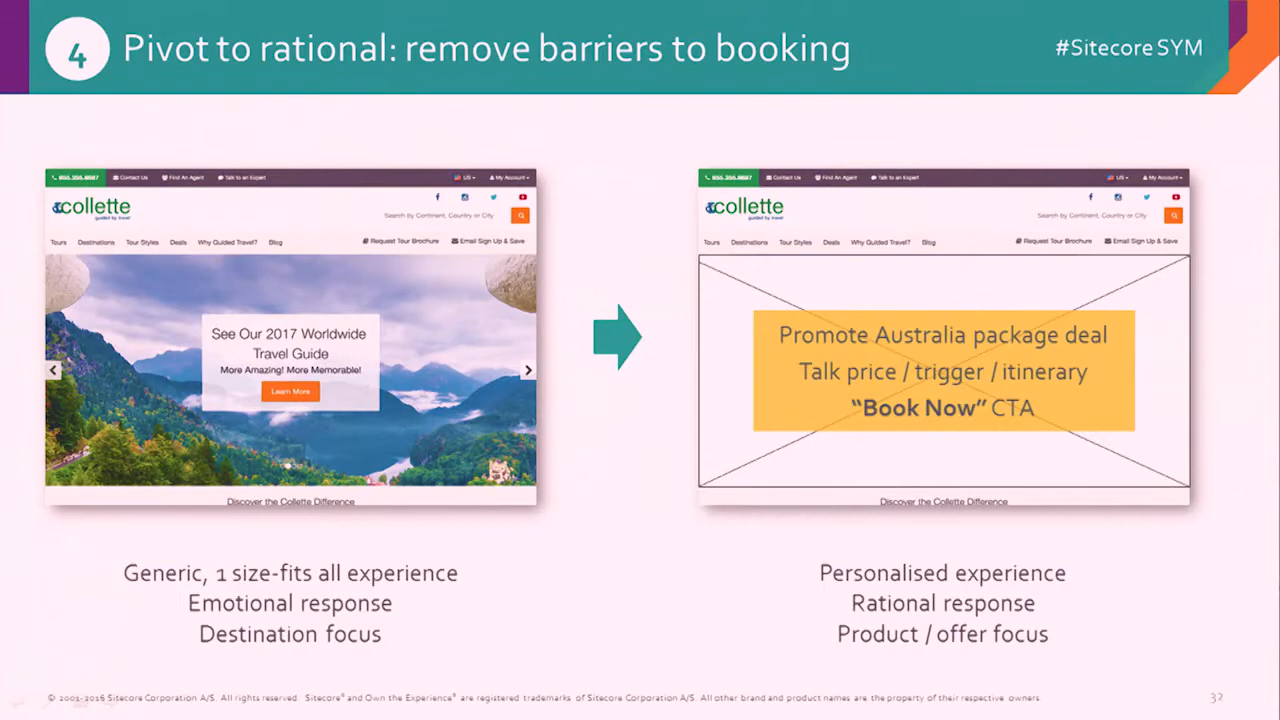 4 Pivot to rational: remove barriers to booking
#Sitecore SYM
855.355.8687 Contact Us Find An Agent Talk to an Expert US My Account
collette
guided by travel
Search by Continent, Country or City
Tours Destinations Tour Styles Deals Why Guided Travel? Blog Request Tour Brochure Email Sign Up & Save
See Our 2017 Worldwide
Travel Guide
More Amazing! More Memorable!
Learn More
Discover the Collette Difference
Generic, 1 size-fits all experience
Emotional response
Destination focus
855.355.8687 Contact Us Find An Agent Talk to an Expert US My Account
collette
guided by travel
Search by Continent, Country or City
Tours Destinations Tour Styles Deals Why Guided Travel? Blog Request Tour Brochure Email Sign Up & Save
Promote Australia package deal
Talk price / trigger / itinerary
“Book Now” CTA
Discover the Collette Difference
Personalised experience
Rational response
Product / offer focus
© 2001-2016 Sitecore Corporation A/S. All rights reserved. Sitecore® and Own the Experience® are registered trademarks of Sitecore Corporation A/S. All other brand and product names are the property of their respective owners.
32